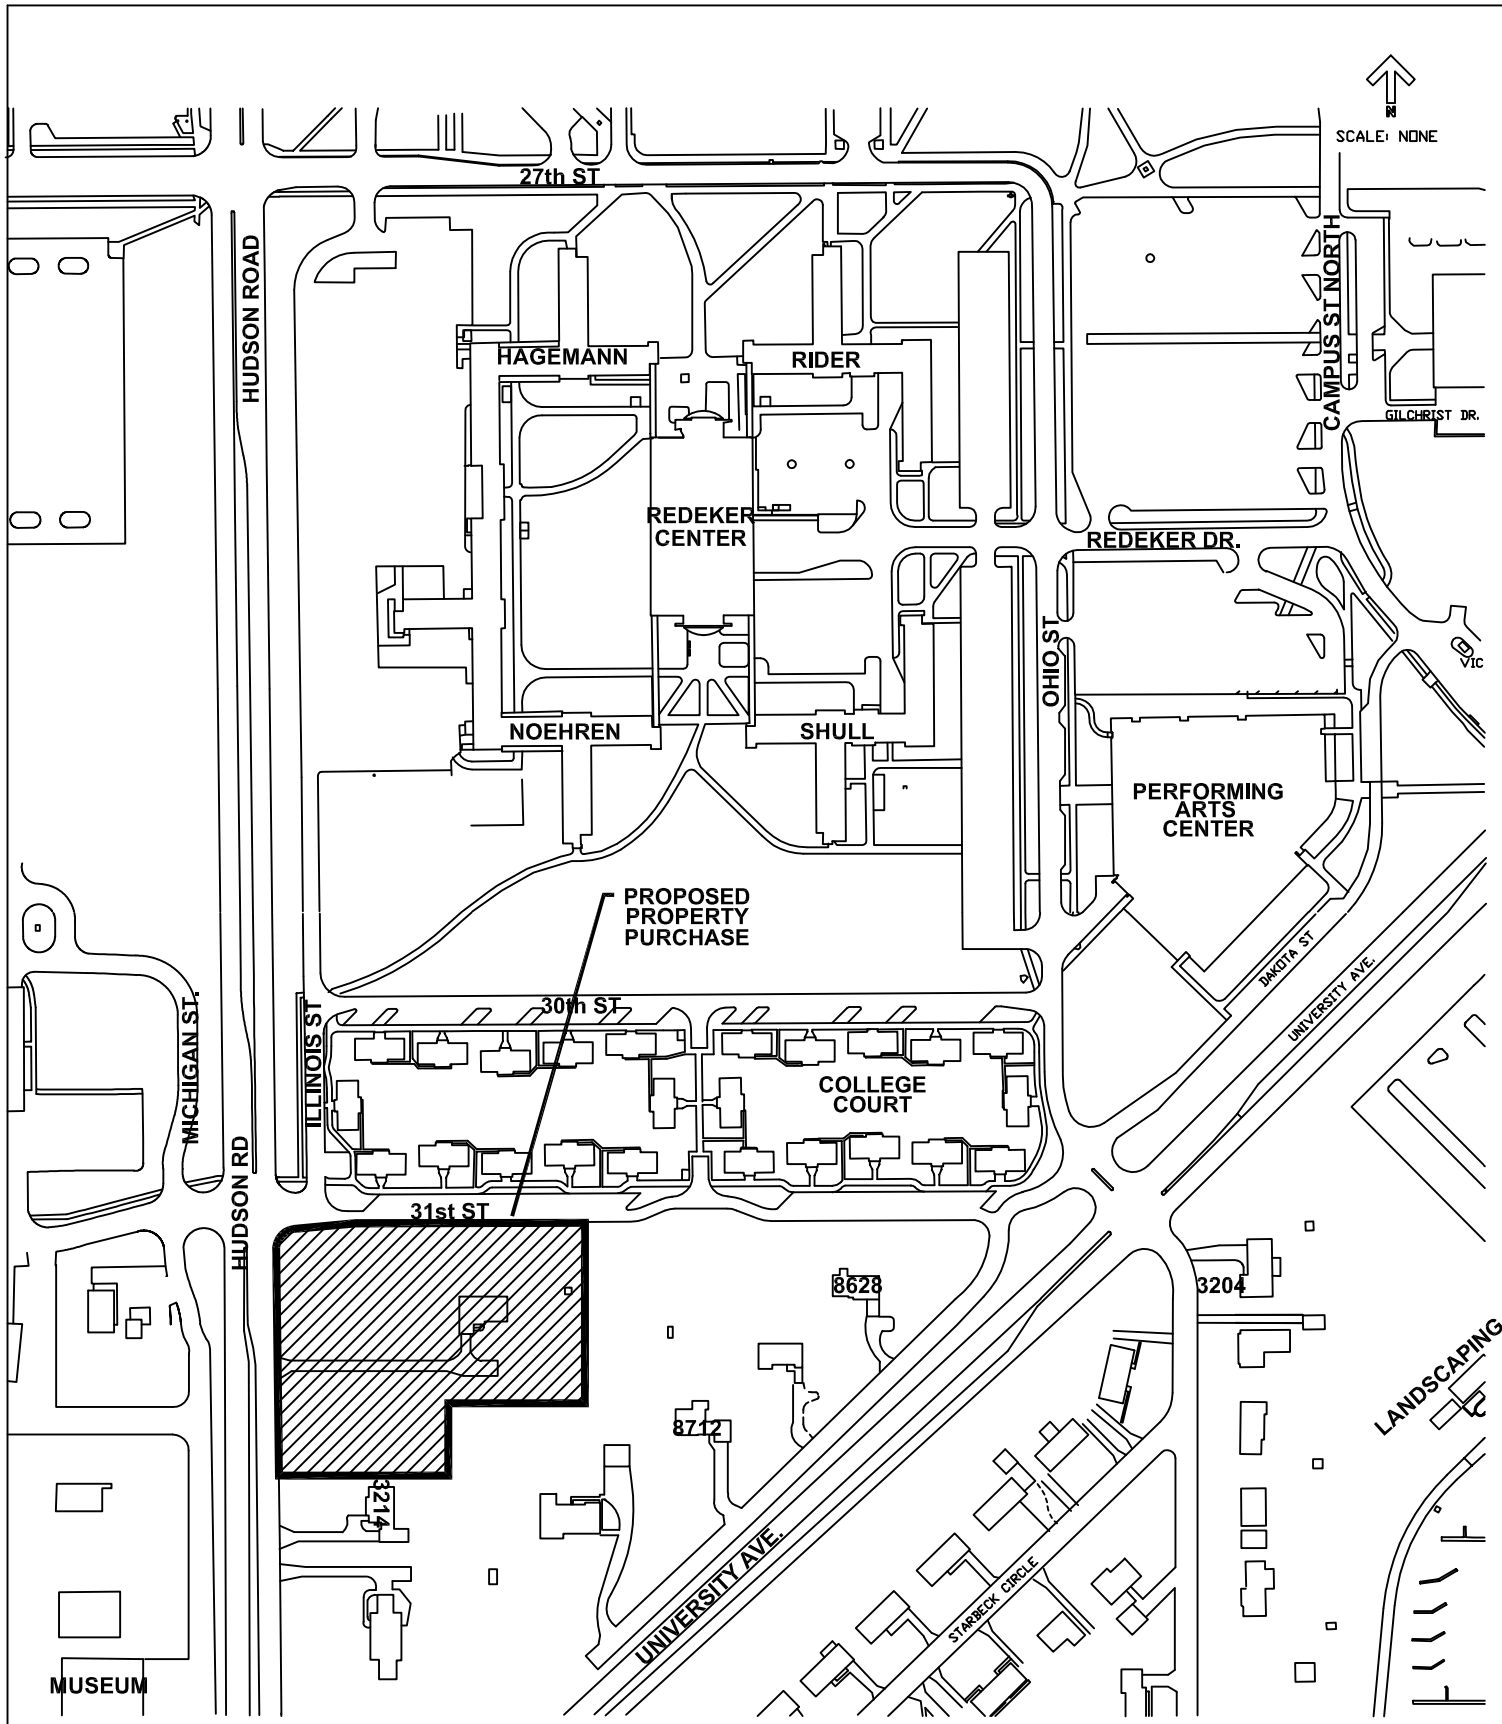 N
SCALE: NONE
27th ST
HUDSON ROAD
CAMPUS ST NORTH
HAGEMANN
RIDER
GILCHRIST DR.
REDEKER
CENTER
REDEKER DR.
OHIO ST
VIC
NOEHREN
SHULL
PERFORMING
ARTS
CENTER
PROPOSED
PROPERTY
PURCHASE
DAKOTA ST
UNIVERSITY AVE.
30th ST
MICHIGAN ST.
ILLINOIS ST
COLLEGE
COURT
HUDSON RD
31st ST
8628
3204
LANDSCAPING
8712
3214
UNIVERSITY AVE.
STARBECK CIRCLE
MUSEUM